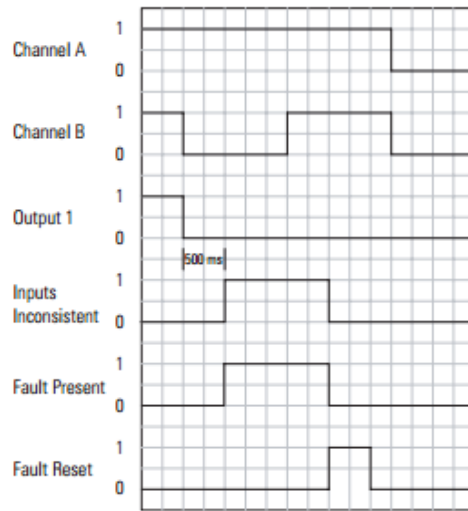 Channel A 1
0
Channel B 1
0
Output 1 1
0
500 ms
Inputs 1
Inconsistent 0
Fault Present 1
0
Fault Reset 1
0